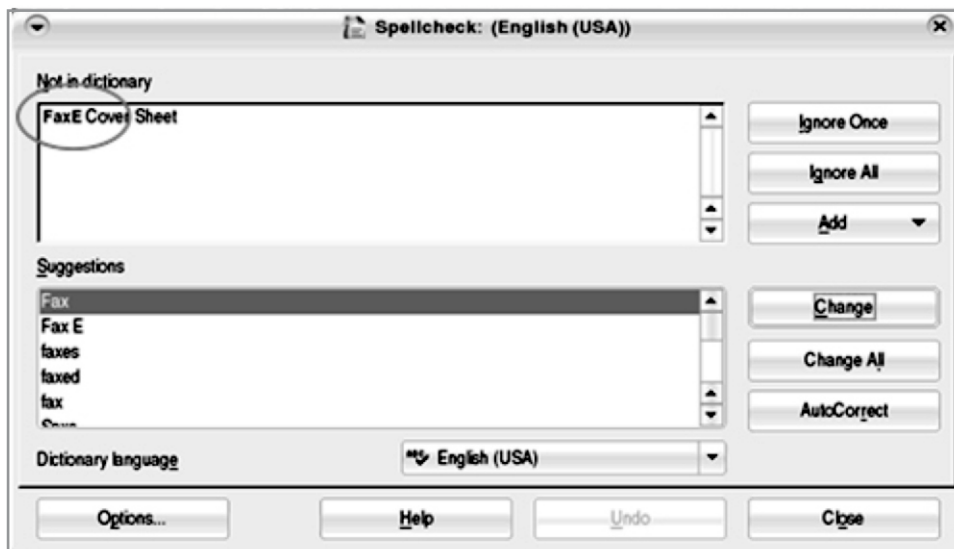 Spellcheck: (English (USA))
Not in dictionary
FaxE Cover Sheet
Ignore Once
Ignore All
Add
Suggestions
Fax
Fax E
faxes
faxed
fax
Change
Change All
AutoCorrect
Dictionary language
English (USA)
Options...
Help
Undo
Close